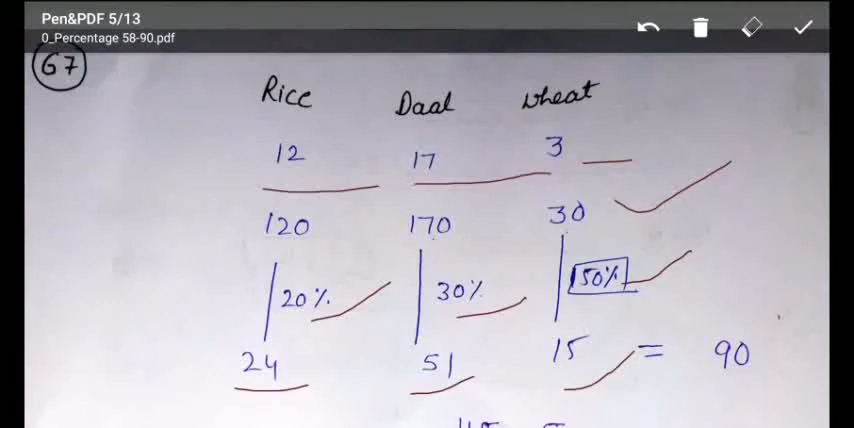 Pen&PDF 5/13
0_Percentage 58-90.pdf
67
Rice Daal wheat
12 17 3
120 170 30
20% 30% 50%
24 51 15 = 90